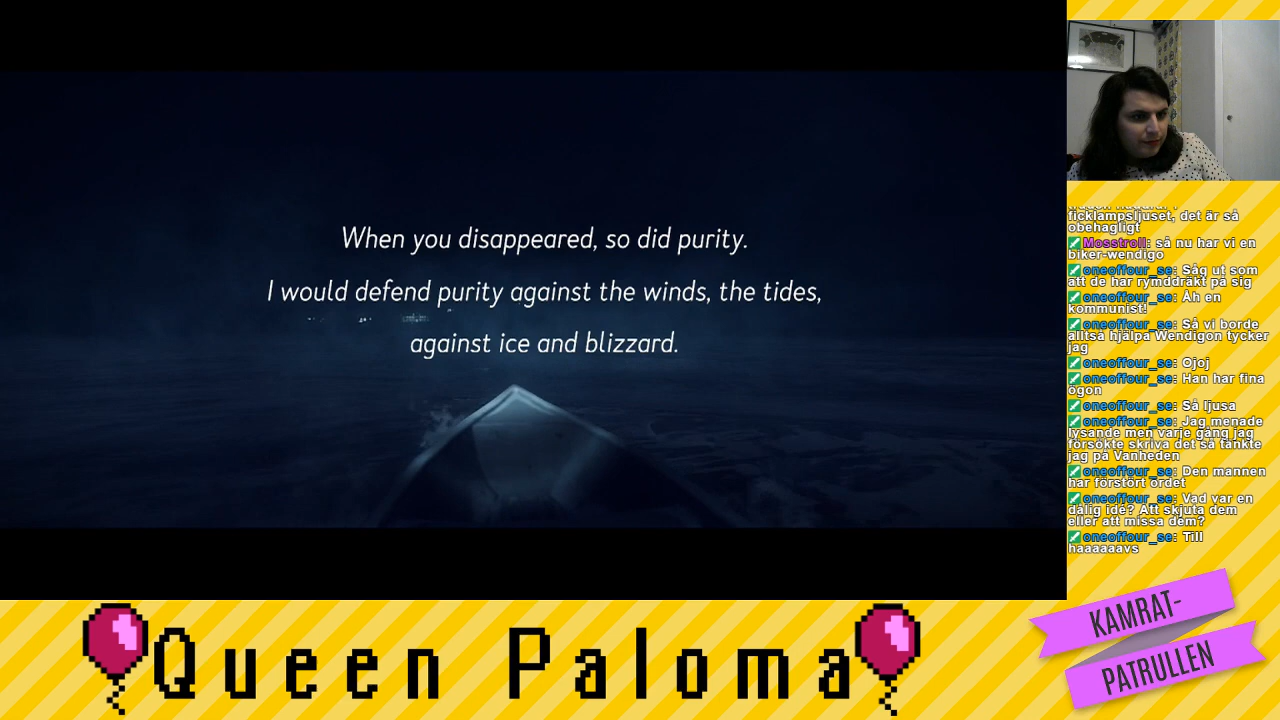 When you disappeared, so did purity.
I would defend purity against the winds, the tides,
against ice and blizzard.
ficklampsljuset, det är så
obehagligt
Mosstroll: så nu har vi en
biker-wendigo
oneoffour_se: Såg ut som
att de har rymddräkt på sig
oneoffour_se: Åh en
kommunist!
oneoffour_se: Så vi borde
alltså hjälpa Wendigon tycker
jag
oneoffour_se: Ojoj
oneoffour_se: Han har fina
ögon
oneoffour_se: Så ljusa
oneoffour_se: Jag menade
lysande men varje gång jag
försökte skriva det så tänkte
jag på Vanheden
oneoffour_se: Den mannen
har förstört ordet
oneoffour_se: Vad var en
dålig idé? Att skjuta dem
eller att missa dem?
oneoffour_se: Till
haaaaaavs
Queen Paloma
KAMRAT-
PATRULLEN